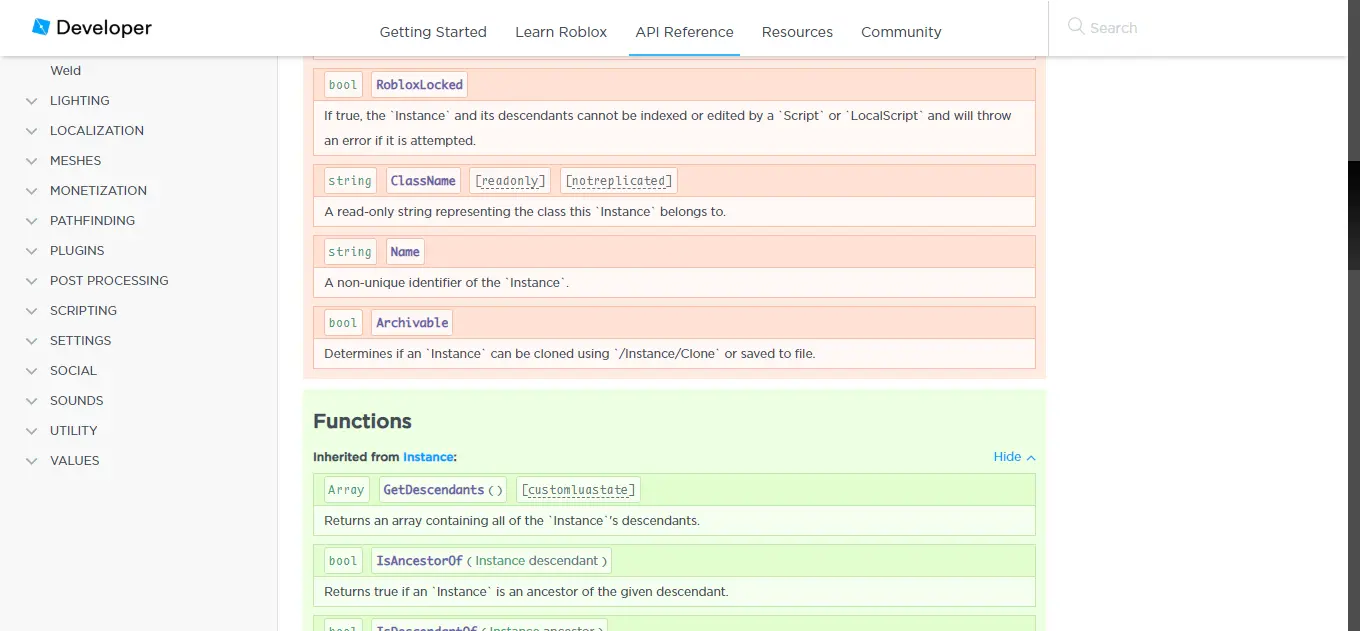 Developer
Getting Started
Learn Roblox
API Reference
Resources
Community
Search
Weld
LIGHTING
LOCALIZATION
MESHES
MONETIZATION
PATHFINDING
PLUGINS
POST PROCESSING
SCRIPTING
SETTINGS
SOCIAL
SOUNDS
UTILITY
VALUES
bool RobloxLocked
If true, the `Instance` and its descendants cannot be indexed or edited by a `Script` or `LocalScript` and will throw
an error if it is attempted.
string ClassName [readonly] [notreplicated]
A read-only string representing the class this `Instance` belongs to.
string Name
A non-unique identifier of the `Instance`.
bool Archivable
Determines if an `Instance` can be cloned using `/Instance/Clone` or saved to file.
Functions
Inherited from Instance:
Hide
Array GetDescendants() [customluastate]
Returns an array containing all of the `Instance`'s descendants.
bool IsAncestorOf ( Instance descendant )
Returns true if an `Instance` is an ancestor of the given descendant.
bool IsDescendantOf ( Instance ancestor )